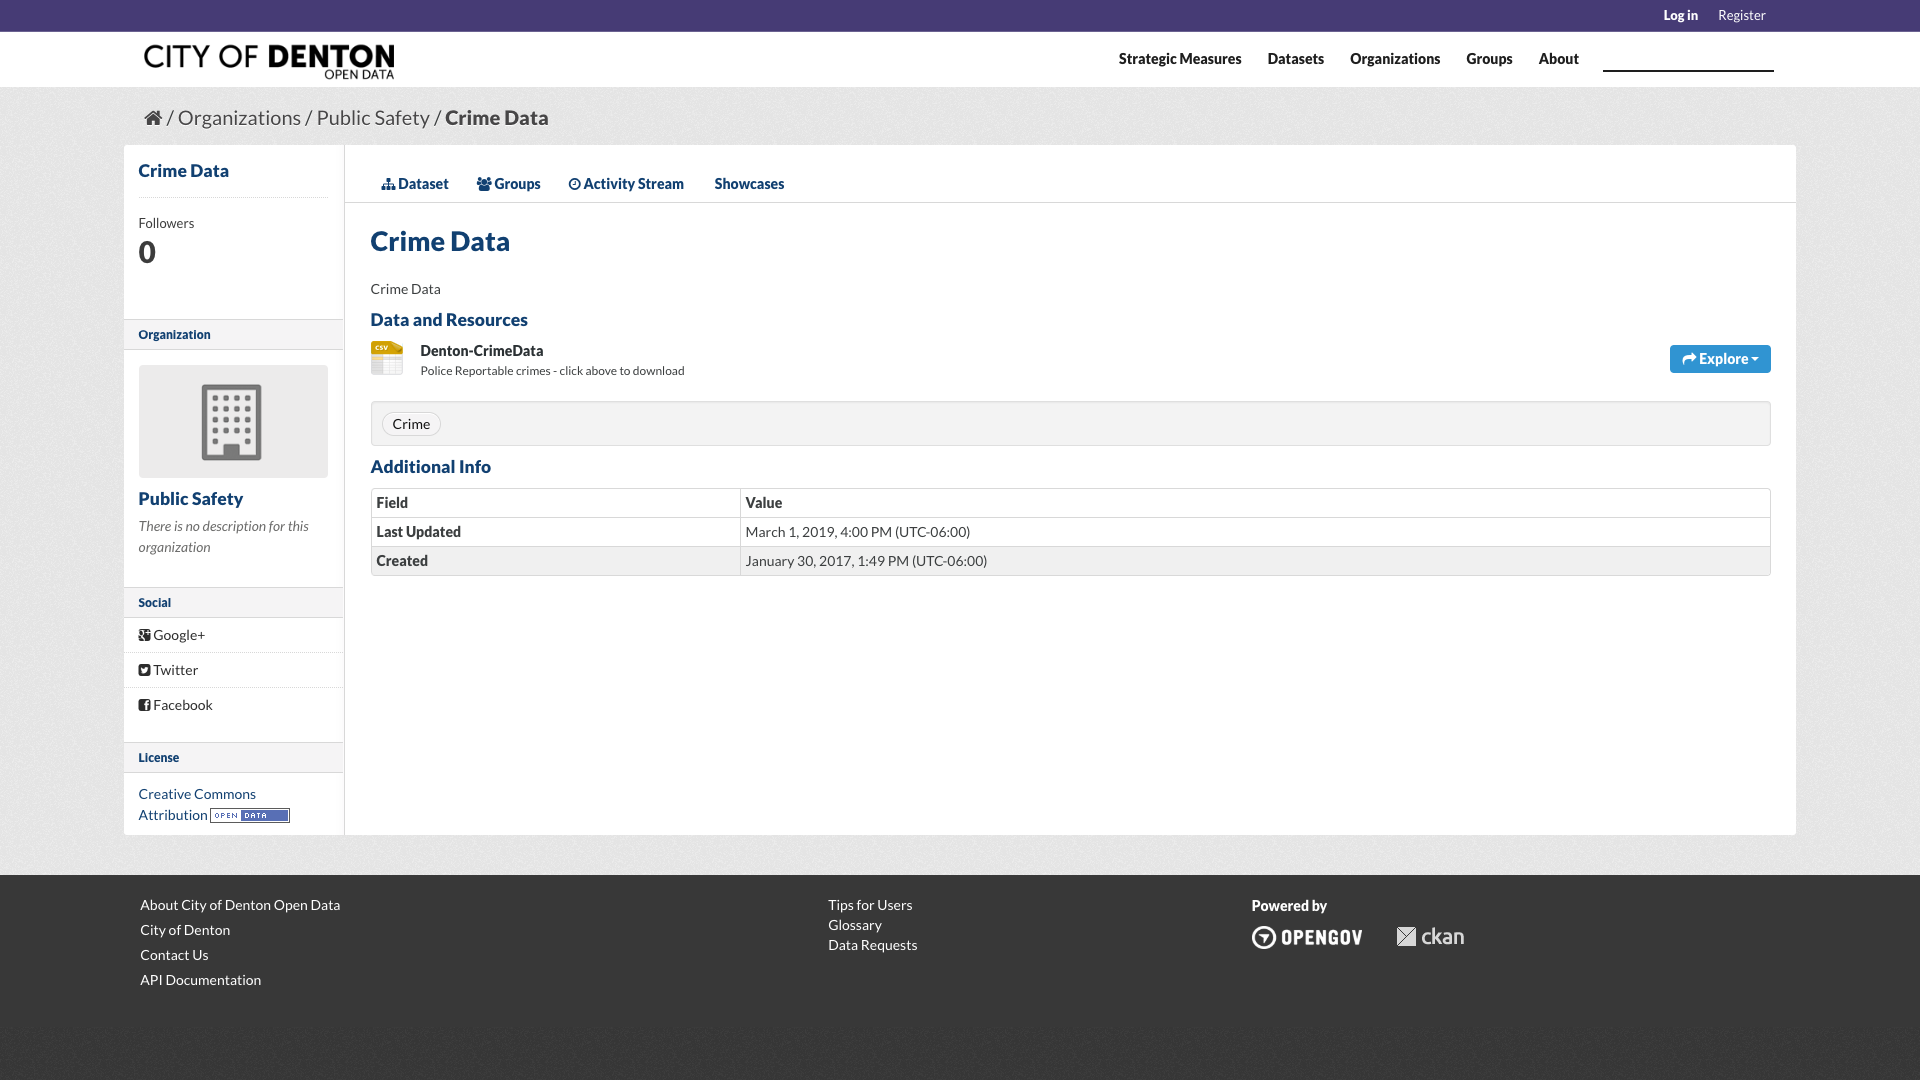 Log in Register
CITY OF DENTON
OPEN DATA
Strategic Measures Datasets Organizations Groups About
/ Organizations / Public Safety / Crime Data
Crime Data
Followers
0
Organization
Public Safety
There is no description for this
organization
Social
Google+
Twitter
Facebook
License
Creative Commons
Attribution OPEN DATA
Dataset Groups Activity Stream Showcases
Crime Data
Crime Data
Data and Resources
CSV
Denton-CrimeData
Police Reportable crimes - click above to download
Explore
Crime
Additional Info
Field Value
Last Updated March 1, 2019, 4:00 PM (UTC-06:00)
Created January 30, 2017, 1:49 PM (UTC-06:00)
About City of Denton Open Data
City of Denton
Contact Us
API Documentation
Tips for Users
Glossary
Data Requests
Powered by
OPENGOV ckan